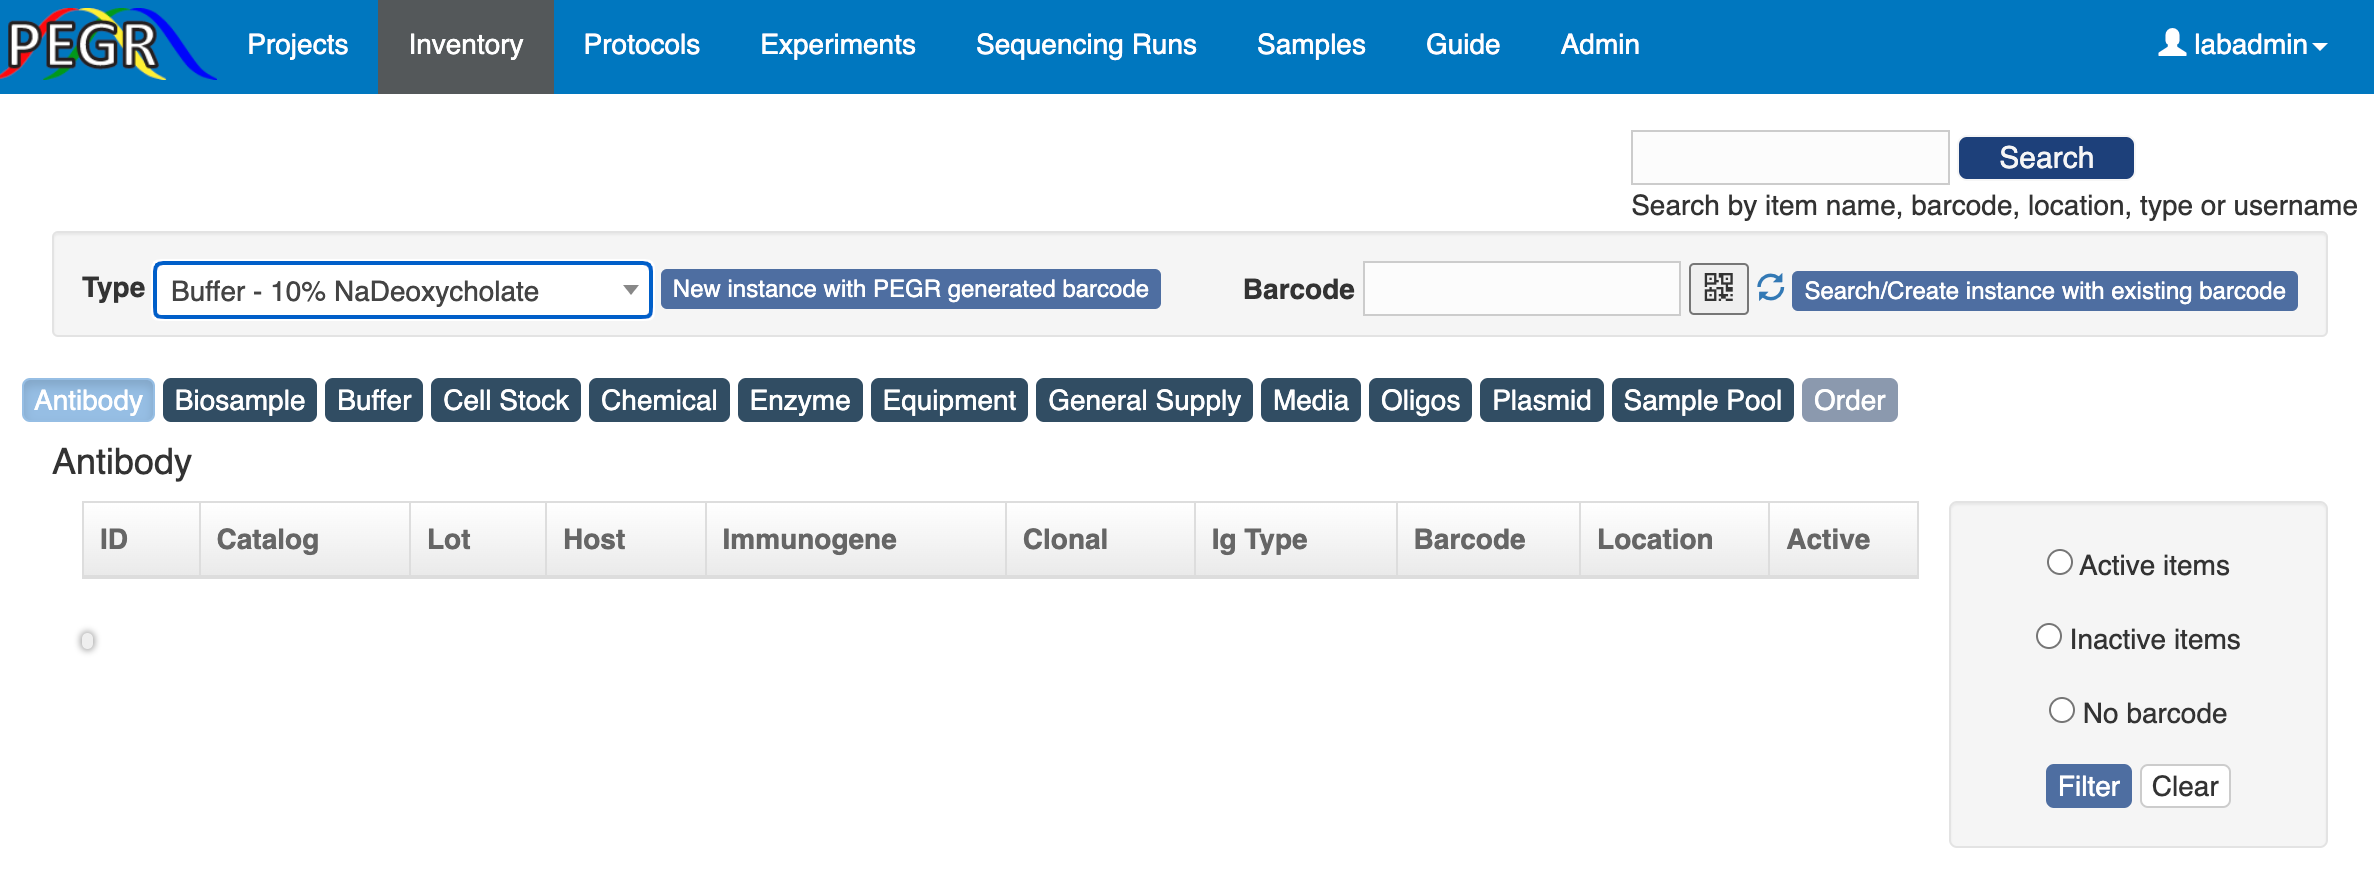 PEGR Projects Inventory Protocols Experiments Sequencing Runs Samples Guide Admin labadmin
Search
Search by item name, barcode, location, type or username
Type Buffer - 10% NaDeoxycholate New instance with PEGR generated barcode Barcode Search/Create instance with existing barcode
Antibody Biosample Buffer Cell Stock Chemical Enzyme Equipment General Supply Media Oligos Plasmid Sample Pool Order
Antibody
ID Catalog Lot Host Immunogene Clonal Ig Type Barcode Location Active
Active items
Inactive items
No barcode
Filter Clear